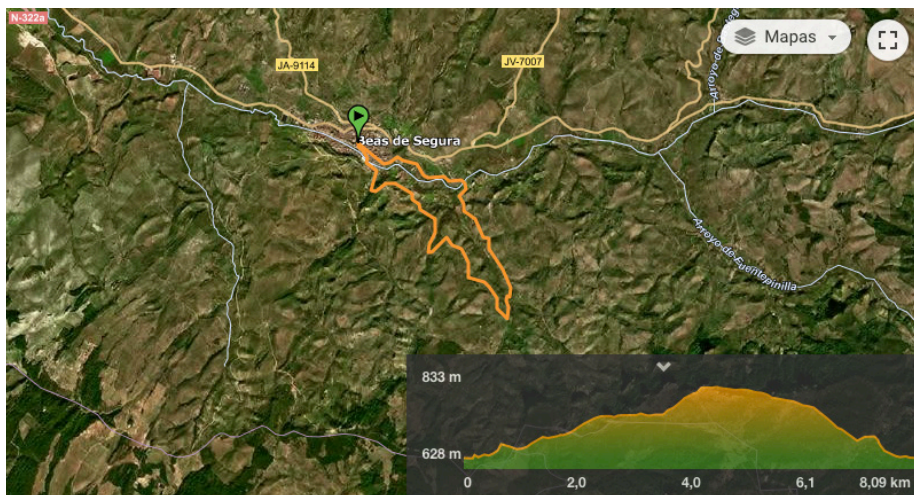 N-322a
JA-9114
JV-7007
Mapas
Beas de Segura
Arroyo de Fuentepinilla
833 m
628 m
0 2,0 4,0 6,1 8,09 km